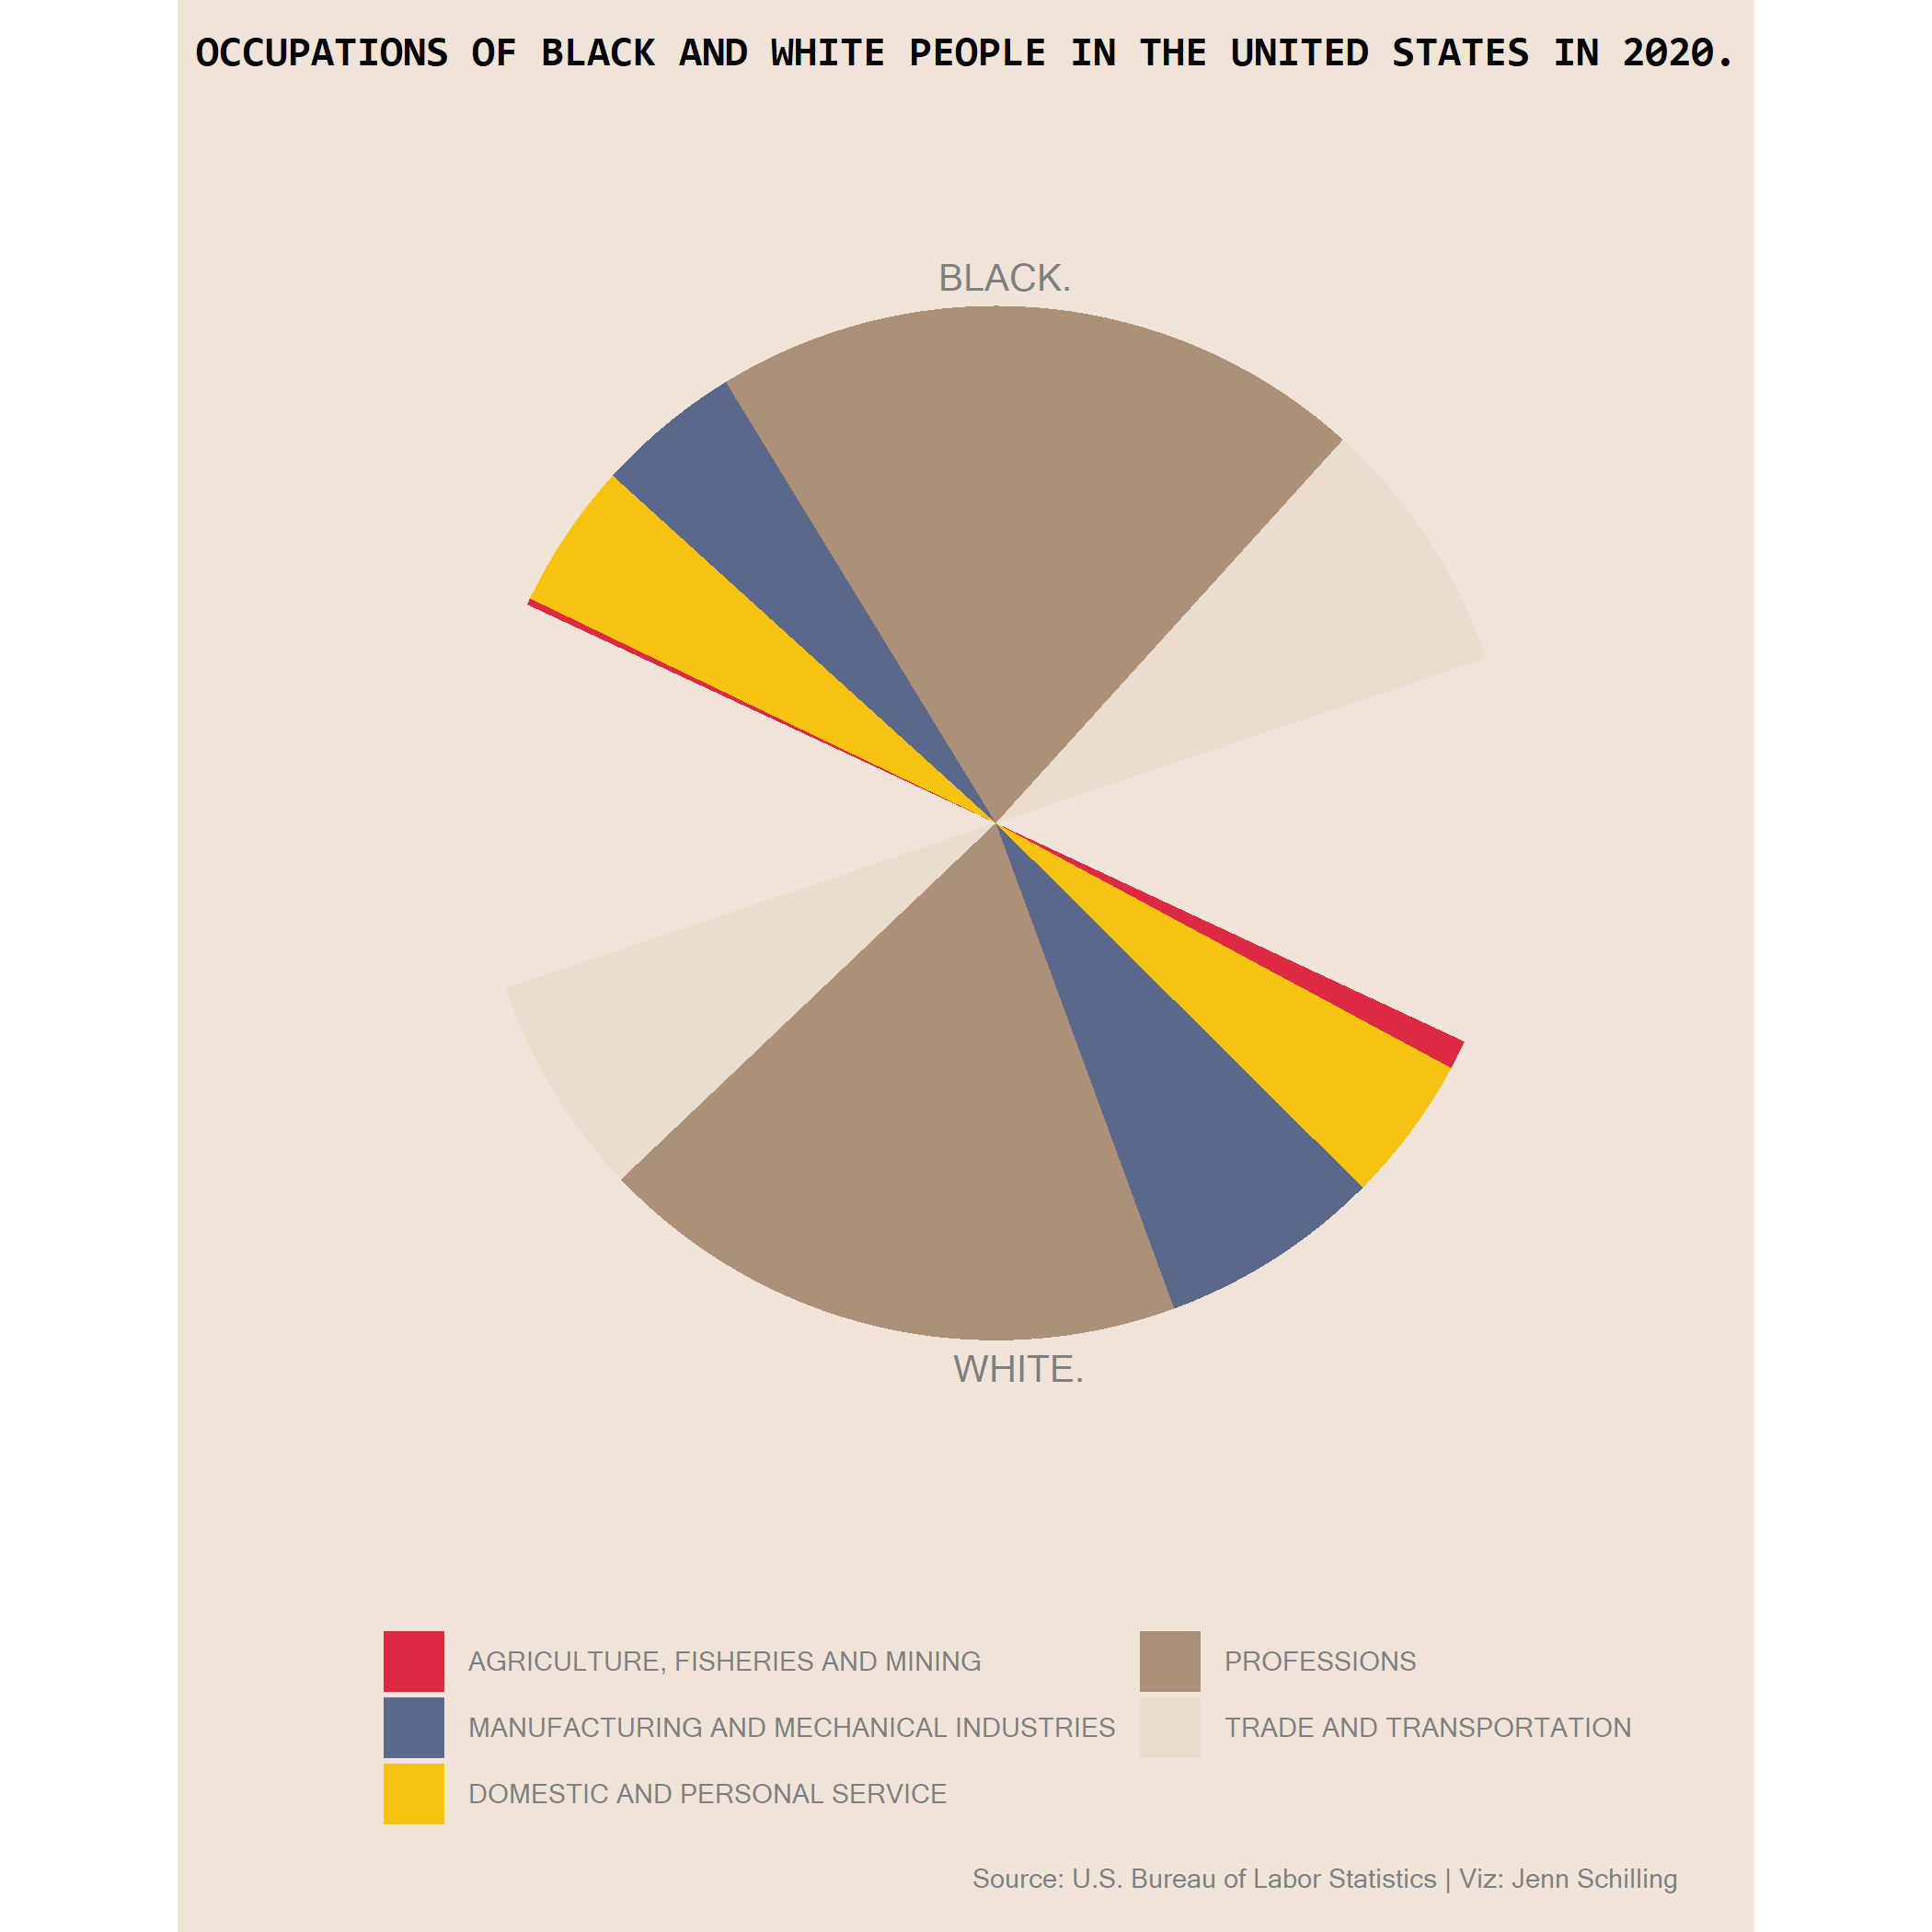 OCCUPATIONS OF BLACK AND WHITE PEOPLE IN THE UNITED STATES IN 2020.
BLACK.
WHITE.
AGRICULTURE, FISHERIES AND MINING
MANUFACTURING AND MECHANICAL INDUSTRIES
DOMESTIC AND PERSONAL SERVICE
PROFESSIONS
TRADE AND TRANSPORTATION
Source: U.S. Bureau of Labor Statistics | Viz: Jenn Schilling